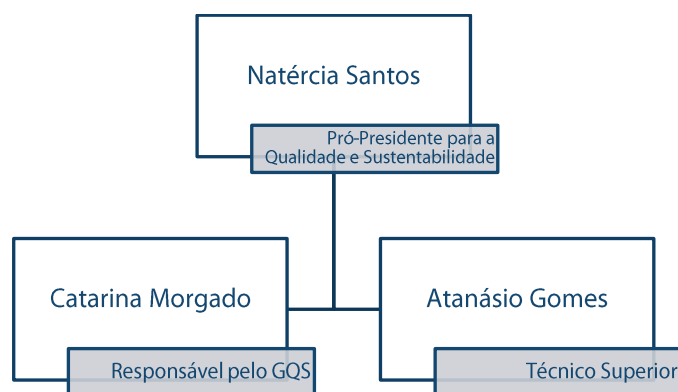 Natércia Santos
Pró-Presidente para a
Qualidade e Sustentabilidade
Catarina Morgado
Responsável pelo GQS
Atanásio Gomes
Técnico Superior